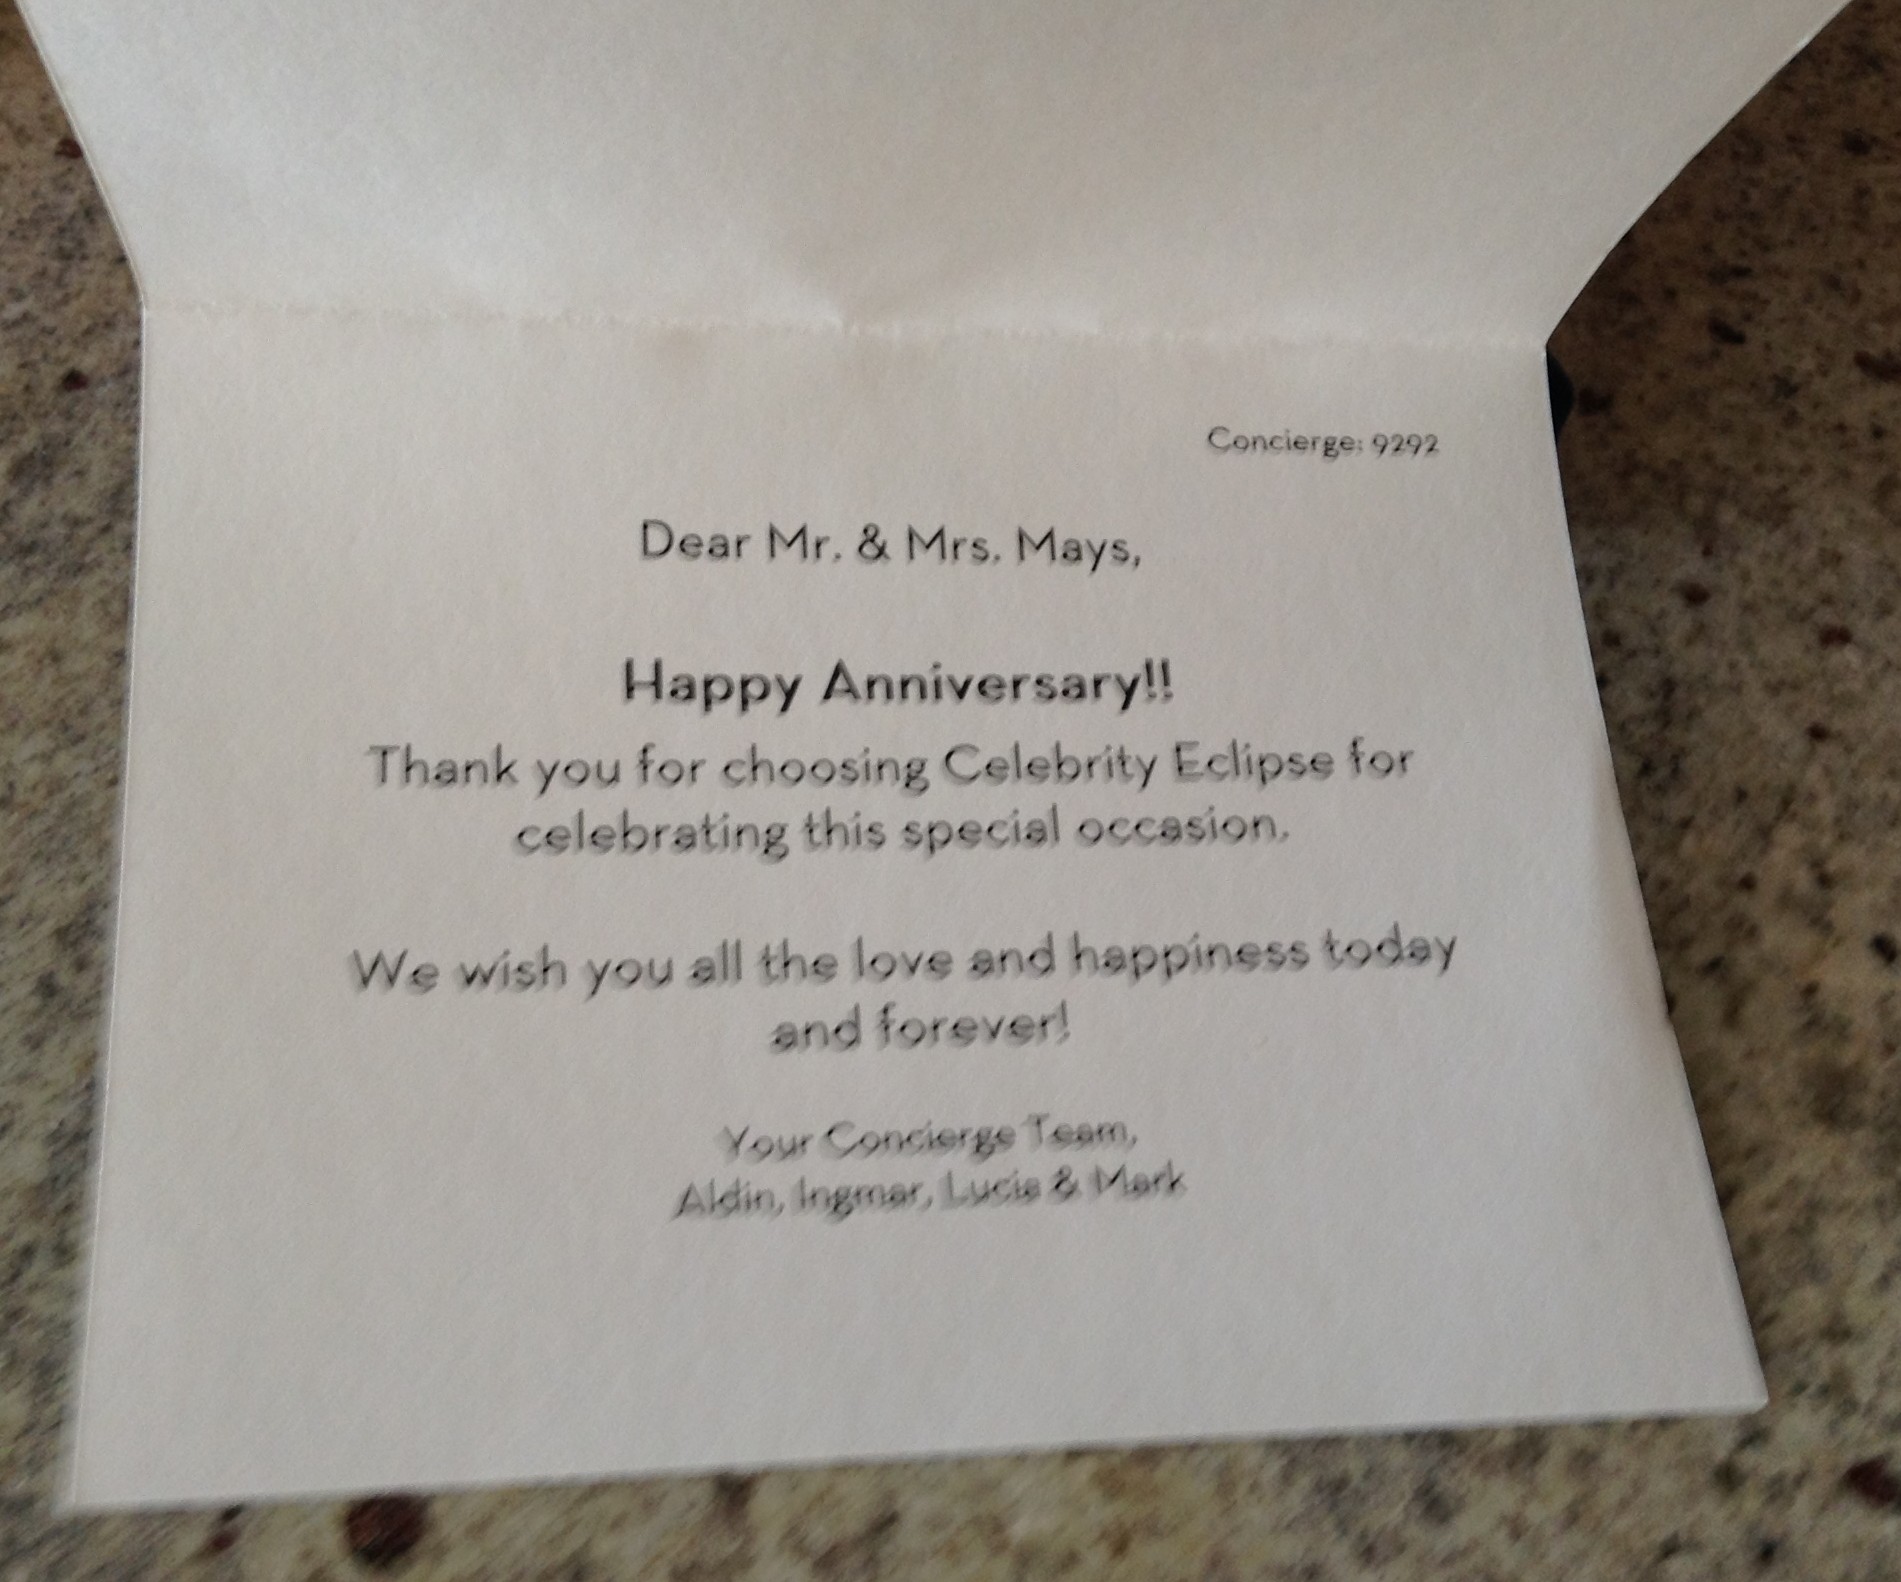 Concierge: 9292
Dear Mr. & Mrs. Mays,
Happy Anniversary!!
Thank you for choosing Celebrity Eclipse for
celebrating this special occasion.
We wish you all the love and happiness today
and forever!
Your Concierge Team,
Aldin, Ingmar, Lucia & Mark